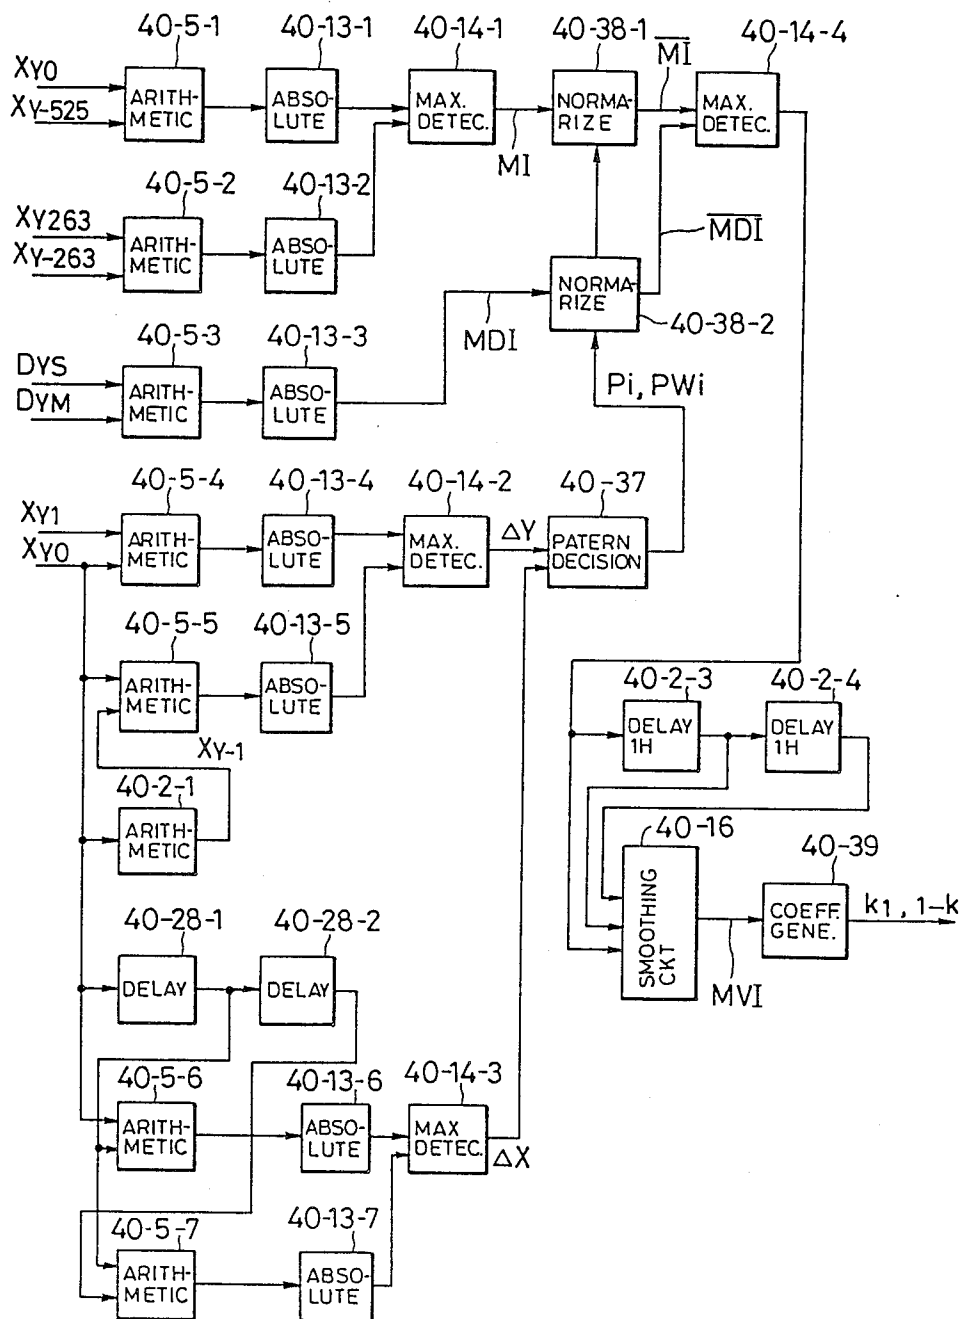 40-5-1 40-13-1 40-14-1 40-38-1 MI 40-14-4
XY0
XY-525
ARITH-
METIC
ABSO-
LUTE
MAX.
DETEC.
NORMA-
RIZE
MAX.
DETEC.
MI
40-5-2 40-13-2
XY263
XY-263
ARITH-
METIC
ABSO-
LUTE
MDI
NORMA-
RIZE
MDI
40-38-2
40-5-3 40-13-3
DYS
DYM
ARITH-
METIC
ABSO-
LUTE
Pi, PWi
40-5-4 40-13-4 40-14-2 40-37
XY1
XY0
ARITH-
METIC
ABSO-
LUTE
MAX.
DETEC.
ΔY
PATERN
DECISION
40-5-5 40-13-5
ARITH-
METIC
ABSO-
LUTE
XY-1
40-2-3 40-2-4
DELAY
1H
DELAY
1H
40-2-1
ARITH-
METIC
40-16 40-39
SMOOTHING
CKT
COEFF.
GENE.
k1, 1-k
MVI
40-28-1 40-28-2
DELAY
DELAY
40-5-6 40-13-6 40-14-3
ARITH-
METIC
ABSO-
LUTE
MAX
DETEC.
ΔX
40-5-7 40-13-7
ARITH-
METIC
ABSO-
LUTE